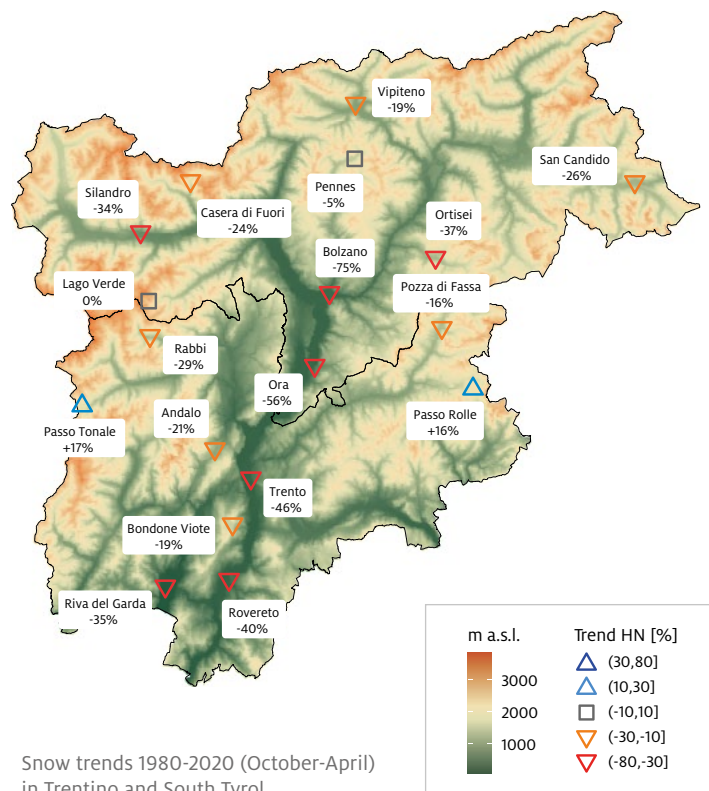 Vipiteno
-19%
San Candido
-26%
Pennes
-5%
Silandro
-34%
Casera di Fuori
-24%
Ortisei
-37%
Bolzano
-75%
Lago Verde
0%
Pozza di Fassa
-16%
Rabbi
-29%
Ora
-56%
Andalo
-21%
Passo Tonale
+17%
Passo Rolle
+16%
Trento
-46%
Bondone Viote
-19%
Riva del Garda
-35%
Rovereto
-40%
m a.s.l.
3000
2000
1000
Trend HN [%]
(30,80]
(10,30]
(-10,10]
(-30,-10]
(-80,-30]
Snow trends 1980-2020 (October-April)
in Trentino and South Tyrol